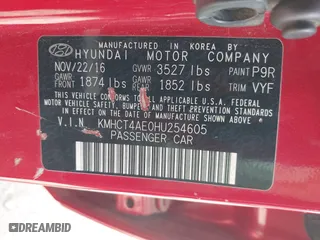 MANUFACTURED IN KOREA BY
HYUNDAI MOTOR COMPANY
NOV/22/16 GVWR 3527 lbs PAINT P9R
GAWR FRONT 1874 lbs GAWR REAR 1852 lbs TRIM VYF
THIS VEHICLE CONFORMS TO ALL APPLICABLE
FEDERAL MOTOR VEHICLE SAFETY, BUMPER, AND
THEFT PREVENTION STANDARDS IN EFFECT ON
THE DATE OF MANUFACTURE SHOWN ABOVE.
V.I.N. KMHCT4AE0HU254605
PASSENGER CAR
IDRIVE